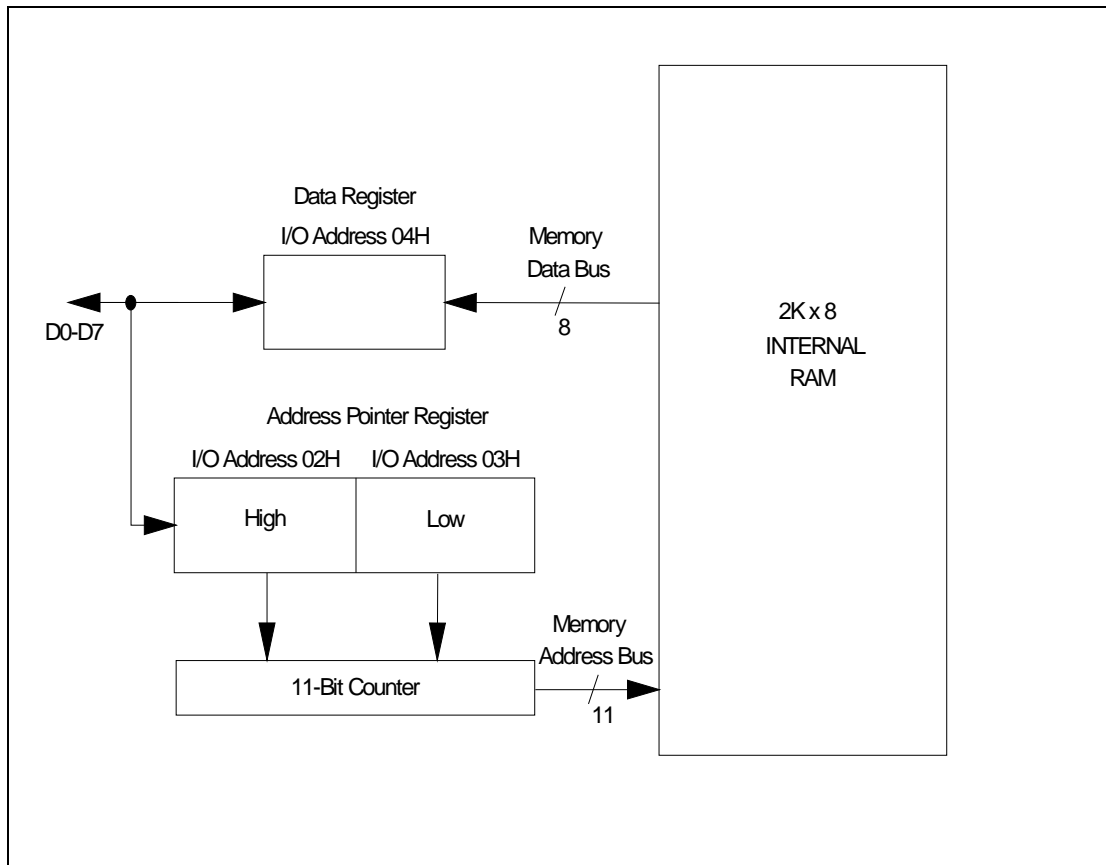 Data Register
I/O Address 04H
Memory
Data Bus
8
D0-D7
2K x 8
INTERNAL
RAM
Address Pointer Register
I/O Address 02H
I/O Address 03H
High
Low
11-Bit Counter
Memory
Address Bus
11